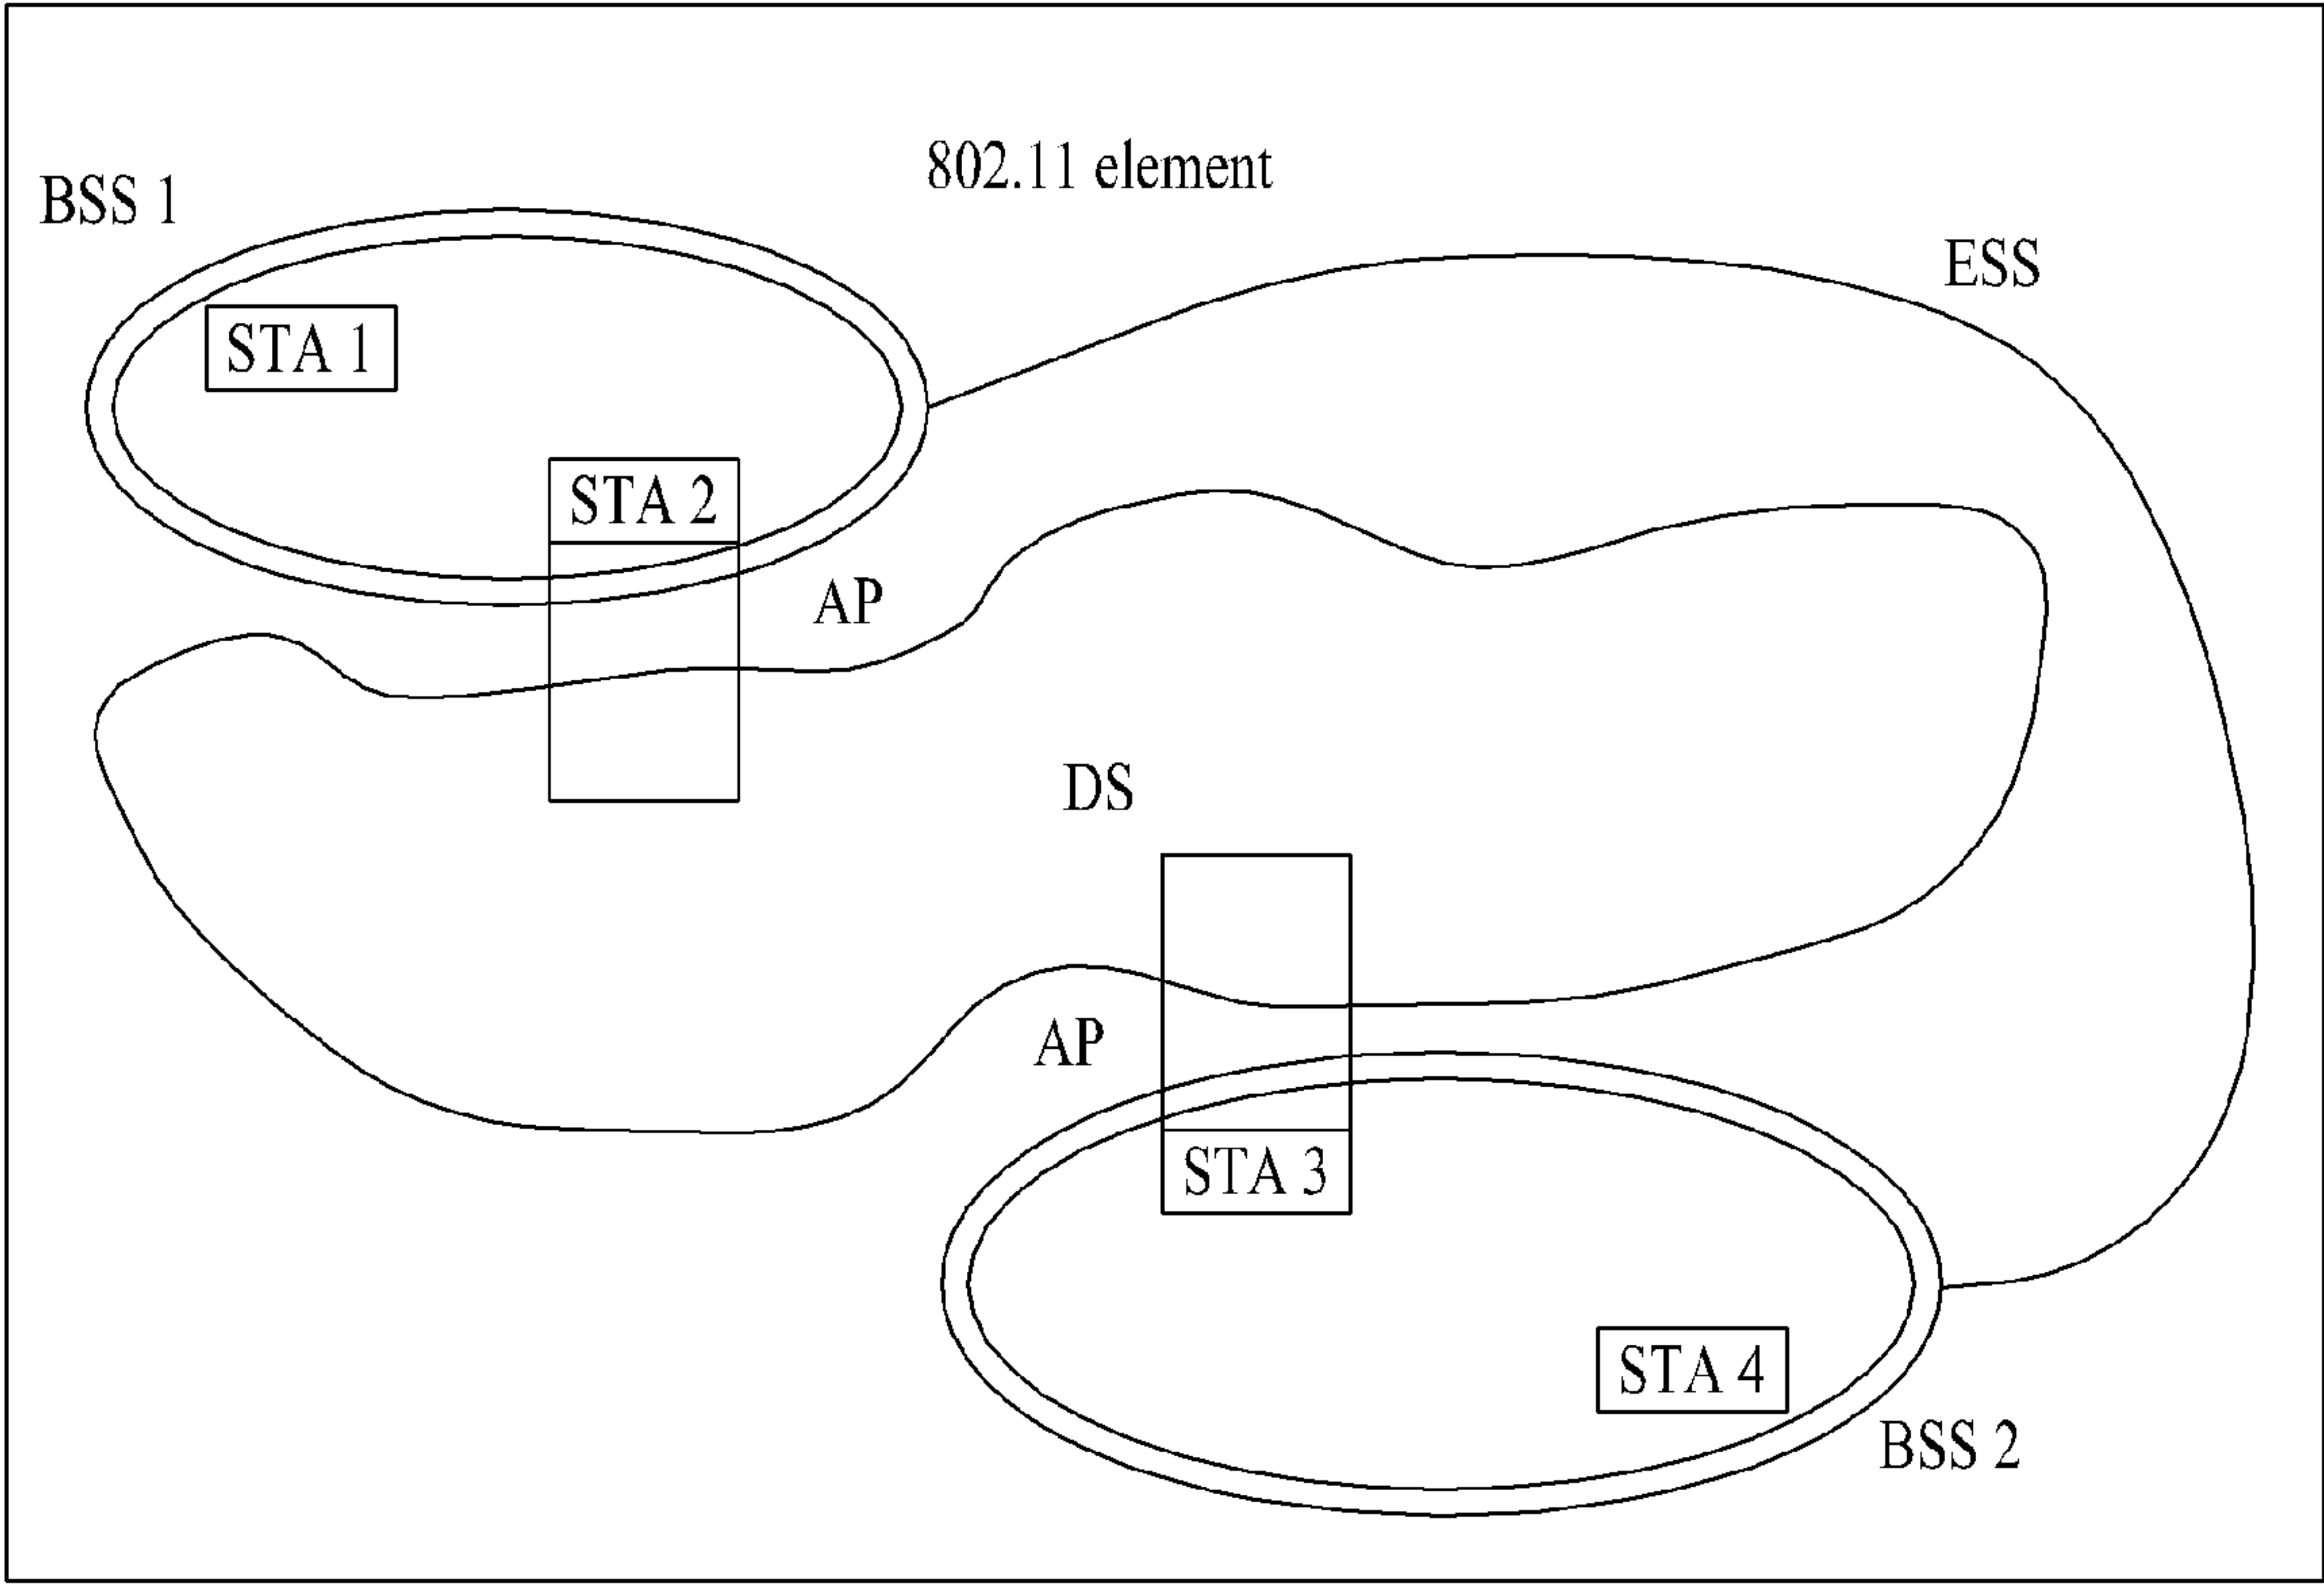 802.11 element
BSS 1
ESS
STA 1
STA 2
AP
DS
AP
STA 3
STA 4
BSS 2